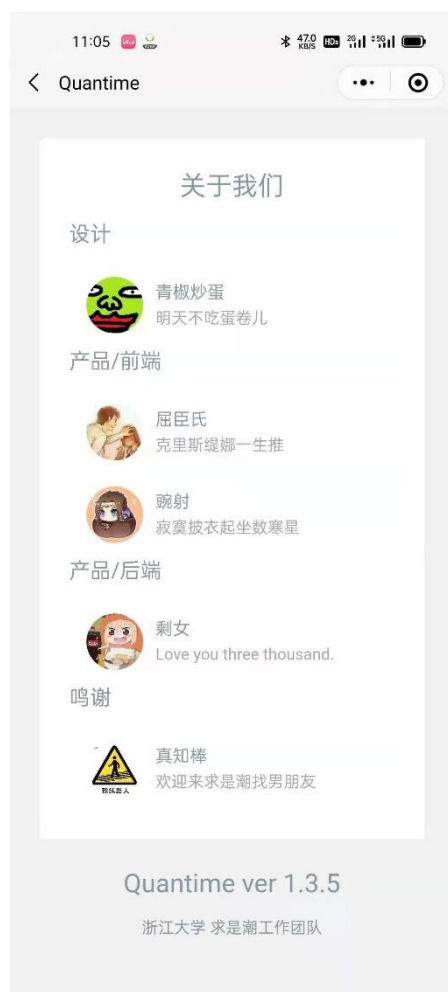 11:05
47.0
KB/S
HD
2G
5G
Quantime
关于我们
设计
青椒炒蛋
明天不吃蛋卷儿
产品/前端
屈臣氏
克里斯缇娜一生推
豌射
寂寞披衣起坐数寒星
产品/后端
剩女
Love you three thousand.
鸣谢
真知棒
欢迎来求是潮找男朋友
Quantime ver 1.3.5
浙江大学 求是潮工作团队